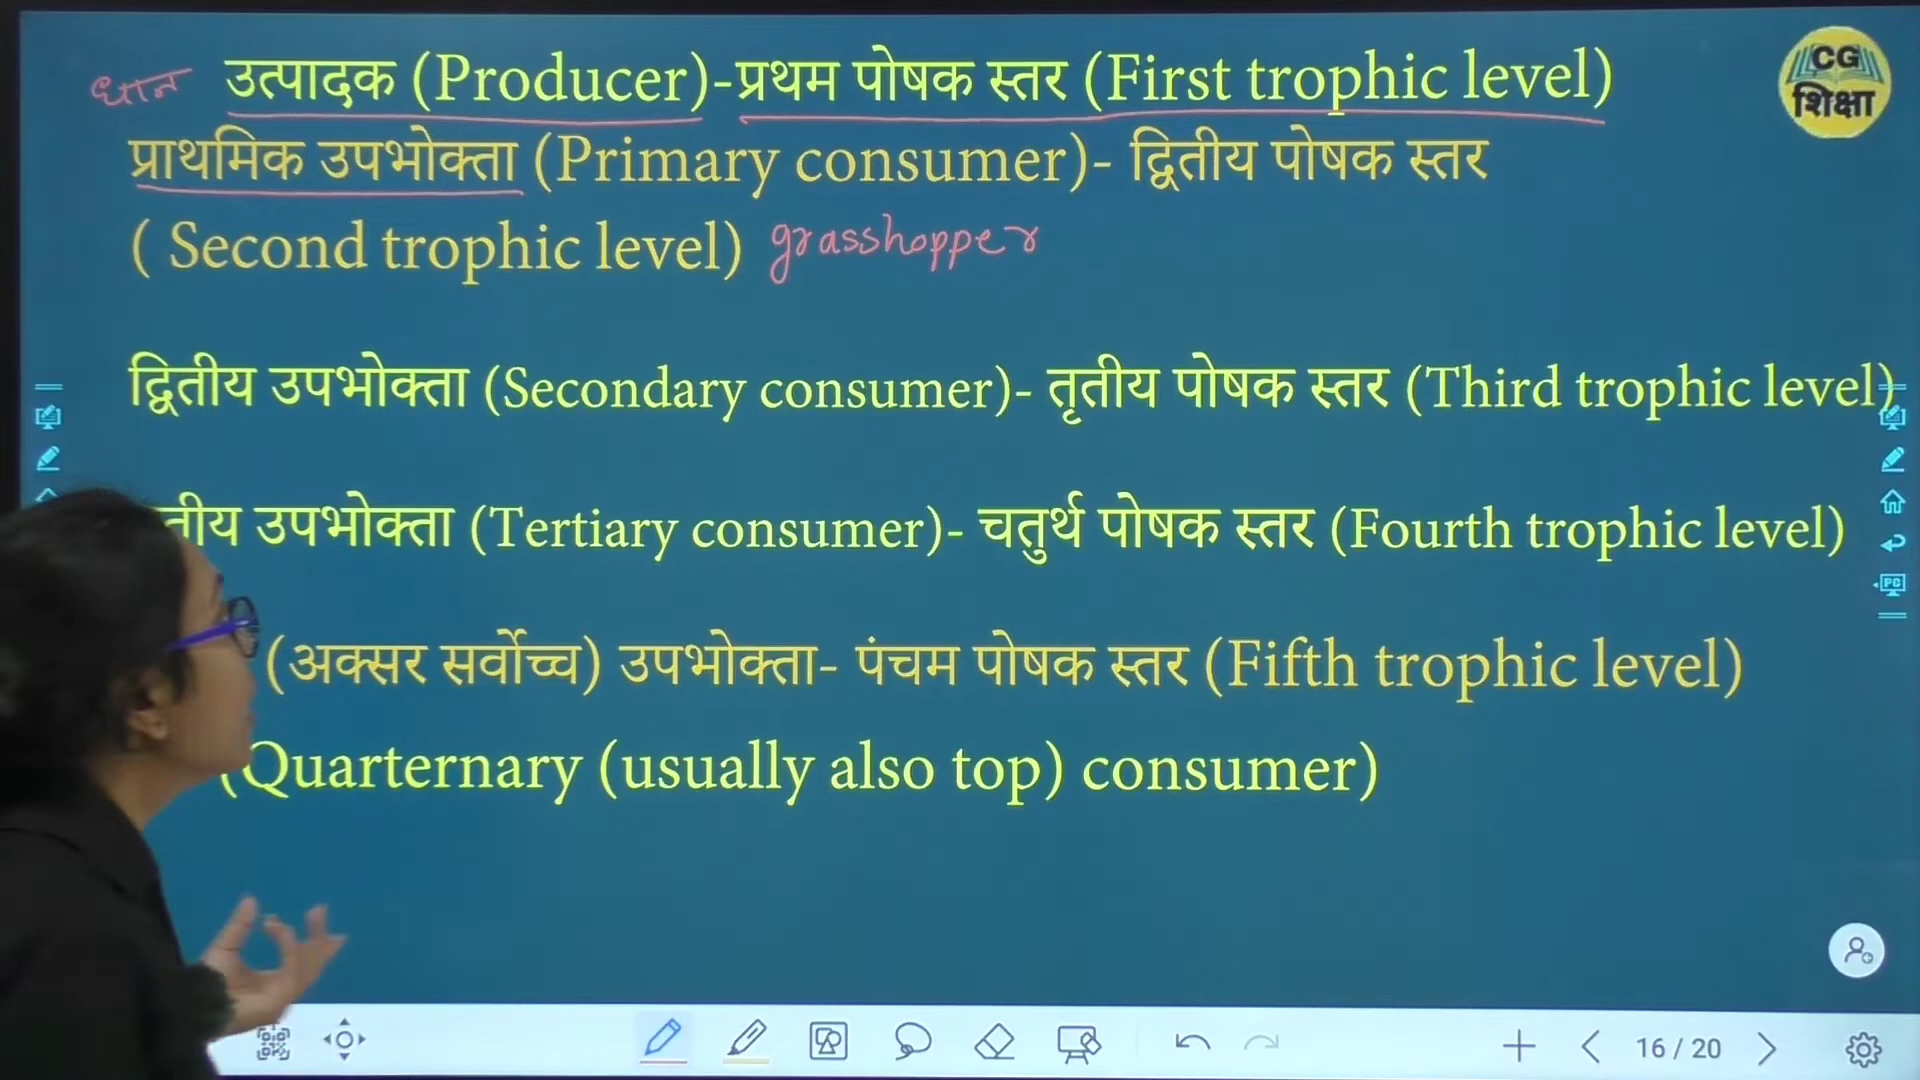 धान उत्पादक (Producer)-प्रथम पोषक स्तर (First trophic level)
CG
शिक्षा
प्राथमिक उपभोक्ता (Primary consumer)- द्वितीय पोषक स्तर
( Second trophic level) grasshopper
द्वितीय उपभोक्ता (Secondary consumer)- तृतीय पोषक स्तर (Third trophic level)
उपभोक्ता (Tertiary consumer)- चतुर्थ पोषक स्तर (Fourth trophic level)
(अक्सर सर्वोच्च) उपभोक्ता- पंचम पोषक स्तर (Fifth trophic level)
(Quarternary (usually also top) consumer)
PC
16 / 20